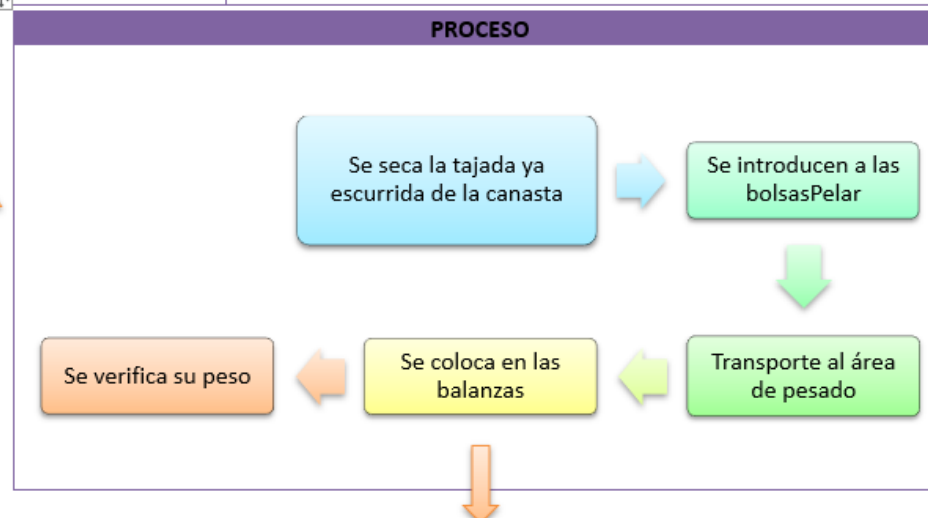 PROCESO
Se seca la tajada ya
escurrida de la canasta
Se introducen a las
bolsasPelar
Transporte al área
de pesado
Se coloca en las
balanzas
Se verifica su peso